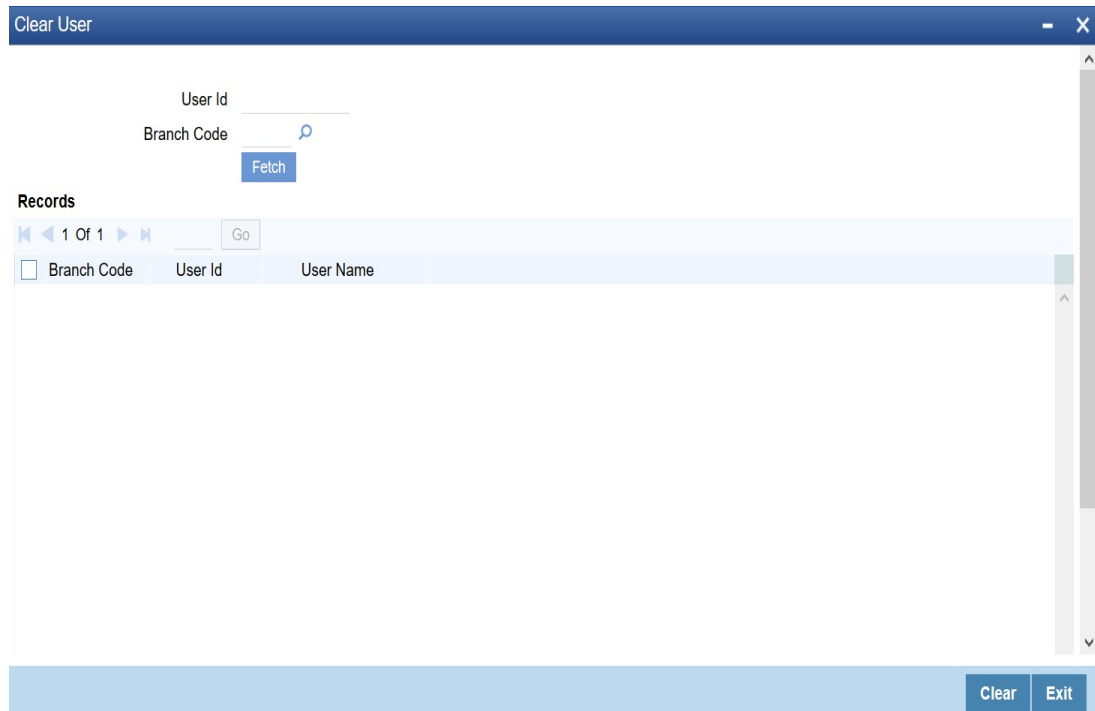 Clear User
User Id
Branch Code
Fetch
Records
1 Of 1 Go
Branch Code User Id User Name
Clear Exit